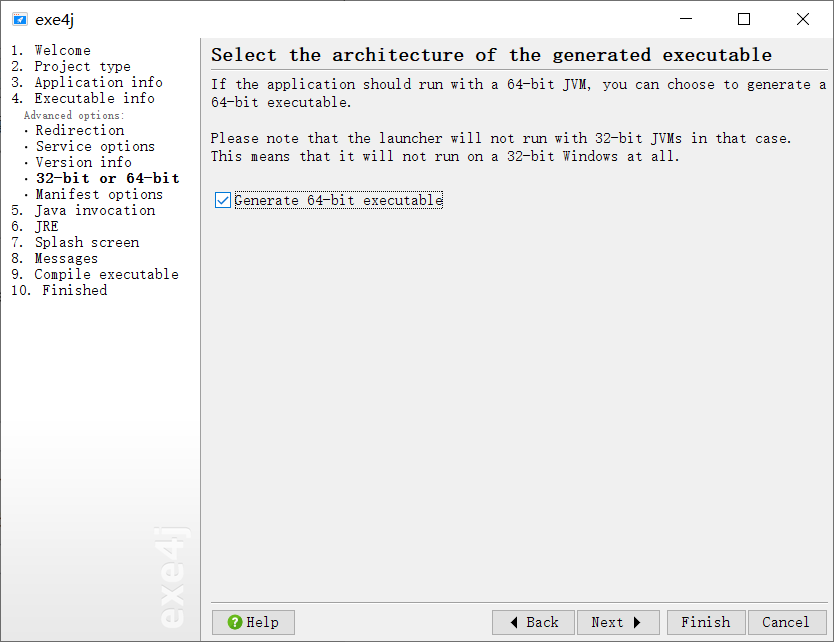 exe4j
1. Welcome
2. Project type
3. Application info
4. Executable info
Advanced options:
· Redirection
· Service options
· Version info
· 32-bit or 64-bit
· Manifest options
5. Java invocation
6. JRE
7. Splash screen
8. Messages
9. Compile executable
10. Finished
exe4j
Select the architecture of the generated executable
If the application should run with a 64-bit JVM, you can choose to generate a
64-bit executable.
Please note that the launcher will not run with 32-bit JVMs in that case.
This means that it will not run on a 32-bit Windows at all.
Generate 64-bit executable
Help
Back
Next
Finish
Cancel